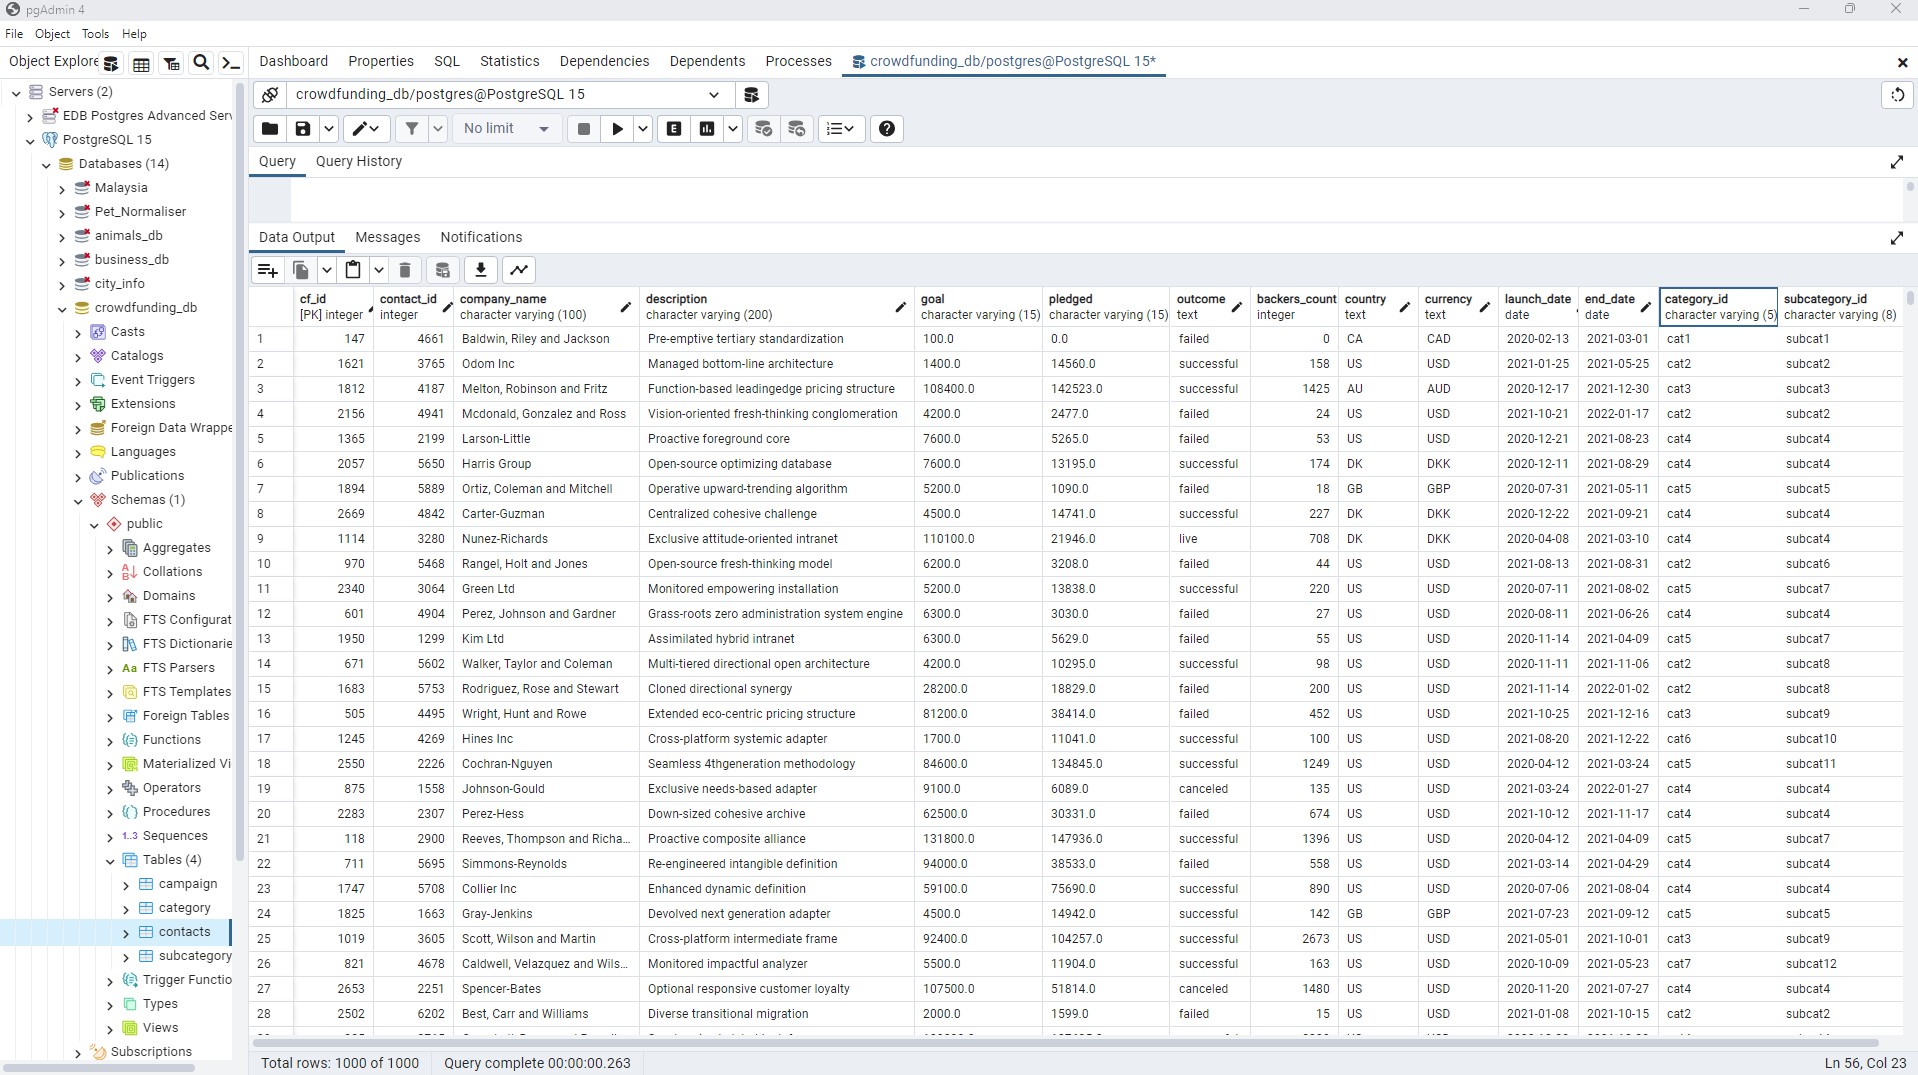 pgAdmin 4
File Object Tools Help
Object Explore
Dashboard Properties SQL Statistics Dependencies Dependents Processes crowdfunding_db/postgres@PostgreSQL 15*
Servers (2)
EDB Postgres Advanced Serv
PostgreSQL 15
Databases (14)
Malaysia
Pet_Normaliser
animals_db
business_db
city_info
crowdfunding_db
Casts
Catalogs
Event Triggers
Extensions
Foreign Data Wrappe
Languages
Publications
Schemas (1)
public
Aggregates
Collations
Domains
FTS Configurat
FTS Dictionarie
Aa FTS Parsers
FTS Templates
Foreign Tables
Functions
Materialized Vi
Operators
Procedures
1..3 Sequences
Tables (4)
campaign
category
contacts
subcategory
Trigger Functio
Types
Views
Subscriptions
crowdfunding_db/postgres@PostgreSQL 15
No limit E
Query Query History
Data Output Messages Notifications
cf_id contact_id company_name description goal pledged outcome backers_count country currency launch_date end_date category_id subcategory_id
[PK] integer integer character varying (100) character varying (200) character varying (15) character varying (15) text integer text text date date character varying (5) character varying (8)
1 147 4661 Baldwin, Riley and Jackson Pre-emptive tertiary standardization 100.0 0.0 failed 0 CA CAD 2020-02-13 2021-03-01 cat1 subcat1
2 1621 3765 Odom Inc Managed bottom-line architecture 1400.0 14560.0 successful 158 US USD 2021-01-25 2021-05-25 cat2 subcat2
3 1812 4187 Melton, Robinson and Fritz Function-based leadingedge pricing structure 108400.0 142523.0 successful 1425 AU AUD 2020-12-17 2021-12-30 cat3 subcat3
4 2156 4941 Mcdonald, Gonzalez and Ross Vision-oriented fresh-thinking conglomeration 4200.0 2477.0 failed 24 US USD 2021-10-21 2022-01-17 cat2 subcat2
5 1365 2199 Larson-Little Proactive foreground core 7600.0 5265.0 failed 53 US USD 2020-12-21 2021-08-23 cat4 subcat4
6 2057 5650 Harris Group Open-source optimizing database 7600.0 13195.0 successful 174 DK DKK 2020-12-11 2021-08-29 cat4 subcat4
7 1894 5889 Ortiz, Coleman and Mitchell Operative upward-trending algorithm 5200.0 1090.0 failed 18 GB GBP 2020-07-31 2021-05-11 cat5 subcat5
8 2669 4842 Carter-Guzman Centralized cohesive challenge 4500.0 14741.0 successful 227 DK DKK 2020-12-22 2021-09-21 cat4 subcat4
9 1114 3280 Nunez-Richards Exclusive attitude-oriented intranet 110100.0 21946.0 live 708 DK DKK 2020-04-08 2021-03-10 cat4 subcat4
10 970 5468 Rangel, Holt and Jones Open-source fresh-thinking model 6200.0 3208.0 failed 44 US USD 2021-08-13 2021-08-31 cat2 subcat6
11 2340 3064 Green Ltd Monitored empowering installation 5200.0 13838.0 successful 220 US USD 2020-07-11 2021-08-02 cat5 subcat7
12 601 4904 Perez, Johnson and Gardner Grass-roots zero administration system engine 6300.0 3030.0 failed 27 US USD 2020-08-11 2021-06-26 cat4 subcat4
13 1950 1299 Kim Ltd Assimilated hybrid intranet 6300.0 5629.0 failed 55 US USD 2020-11-14 2021-04-09 cat5 subcat7
14 671 5602 Walker, Taylor and Coleman Multi-tiered directional open architecture 4200.0 10295.0 successful 98 US USD 2020-11-11 2021-11-06 cat2 subcat8
15 1683 5753 Rodriguez, Rose and Stewart Cloned directional synergy 28200.0 18829.0 failed 200 US USD 2021-11-14 2022-01-02 cat2 subcat8
16 505 4495 Wright, Hunt and Rowe Extended eco-centric pricing structure 81200.0 38414.0 failed 452 US USD 2021-10-25 2021-12-16 cat3 subcat9
17 1245 4269 Hines Inc Cross-platform systemic adapter 1700.0 11041.0 successful 100 US USD 2021-08-20 2021-12-22 cat6 subcat10
18 2550 2226 Cochran-Nguyen Seamless 4thgeneration methodology 84600.0 134845.0 successful 1249 US USD 2020-04-12 2021-03-24 cat5 subcat11
19 875 1558 Johnson-Gould Exclusive needs-based adapter 9100.0 6089.0 canceled 135 US USD 2021-03-24 2022-01-27 cat4 subcat4
20 2283 2307 Perez-Hess Down-sized cohesive archive 62500.0 30331.0 failed 674 US USD 2021-10-12 2021-11-17 cat4 subcat4
21 118 2900 Reeves, Thompson and Richa... Proactive composite alliance 131800.0 147936.0 successful 1396 US USD 2020-04-12 2021-04-09 cat5 subcat7
22 711 5695 Simmons-Reynolds Re-engineered intangible definition 94000.0 38533.0 failed 558 US USD 2021-03-14 2021-04-29 cat4 subcat4
23 1747 5708 Collier Inc Enhanced dynamic definition 59100.0 75690.0 successful 890 US USD 2020-07-06 2021-08-04 cat4 subcat4
24 1825 1663 Gray-Jenkins Devolved next generation adapter 4500.0 14942.0 successful 142 GB GBP 2021-07-23 2021-09-12 cat5 subcat5
25 1019 3605 Scott, Wilson and Martin Cross-platform intermediate frame 92400.0 104257.0 successful 2673 US USD 2021-05-01 2021-10-01 cat3 subcat9
26 821 4678 Caldwell, Velazquez and Wils... Monitored impactful analyzer 5500.0 11904.0 successful 163 US USD 2020-10-09 2021-05-23 cat7 subcat12
27 2653 2251 Spencer-Bates Optional responsive customer loyalty 107500.0 51814.0 canceled 1480 US USD 2020-11-20 2021-07-27 cat4 subcat4
28 2502 6202 Best, Carr and Williams Diverse transitional migration 2000.0 1599.0 failed 15 US USD 2021-01-08 2021-10-15 cat2 subcat2
Total rows: 1000 of 1000 Query complete 00:00:00.263 Ln 56, Col 23